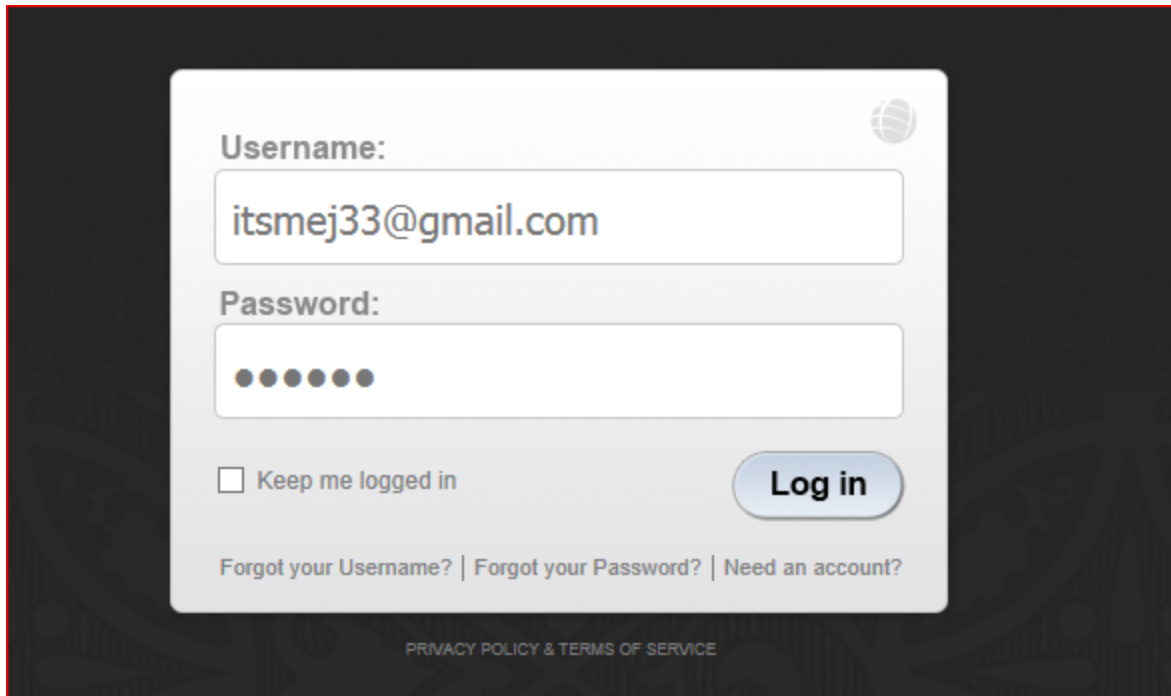 Username:
itsmej33@gmail.com
Password:
●●●●●●
Keep me logged in
Log in
Forgot your Username? | Forgot your Password? | Need an account?
PRIVACY POLICY & TERMS OF SERVICE